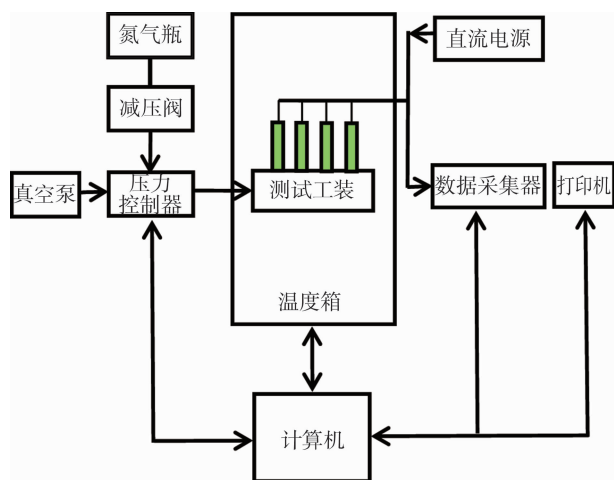 氮气瓶
直流电源
减压阀
真空泵
压力
控制器
测试工装
数据采集器
打印机
温度箱
计算机